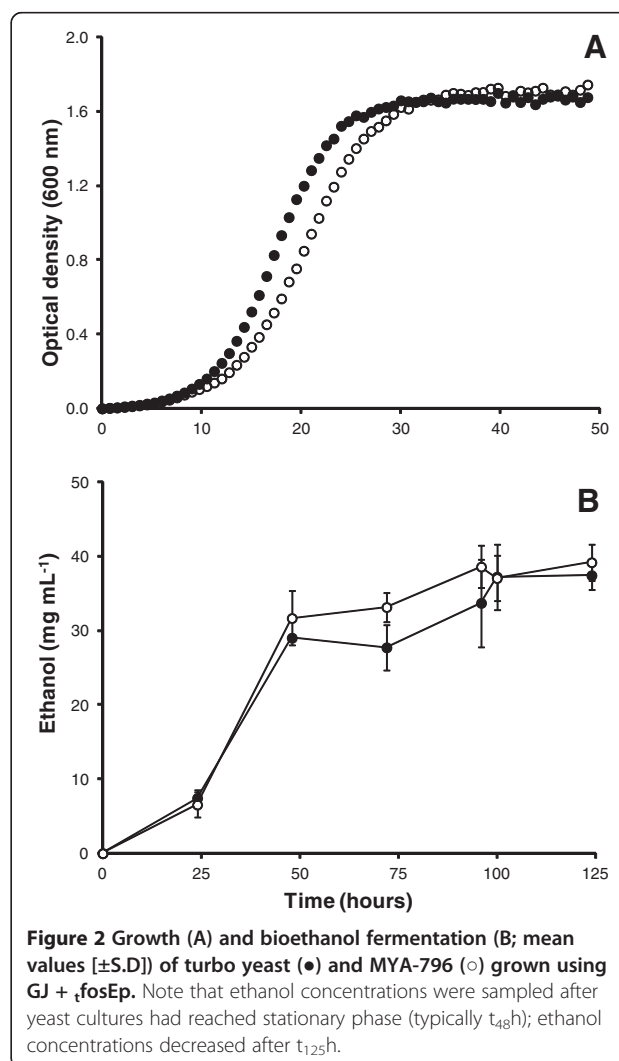 A
2.0
1.6
1.2
0.8
0.4
0.0
Optical density (600 nm)
0 10 20 30 40 50
B
50
40
30
20
10
0
Ethanol (mg mL-1)
0 25 50 75 100 125
Time (hours)
Figure 2 Growth (A) and bioethanol fermentation (B; mean
values [±S.D]) of turbo yeast (●) and MYA-796 (○) grown using
GJ + tfosEp. Note that ethanol concentrations were sampled after
yeast cultures had reached stationary phase (typically t48h); ethanol
concentrations decreased after t125h.